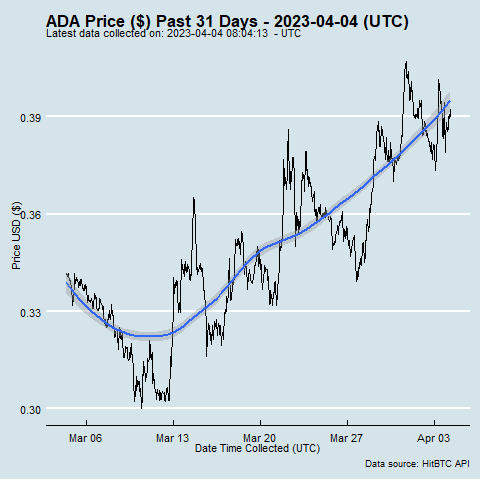 ADA Price ($) Past 31 Days - 2023-04-04 (UTC)
Latest data collected on: 2023-04-04 08:04:13 - UTC
0.39
0.36
0.33
0.30
Price USD ($)
Mar 06 Mar 13 Mar 20 Mar 27 Apr 03
Date Time Collected (UTC)
Data source: HitBTC API